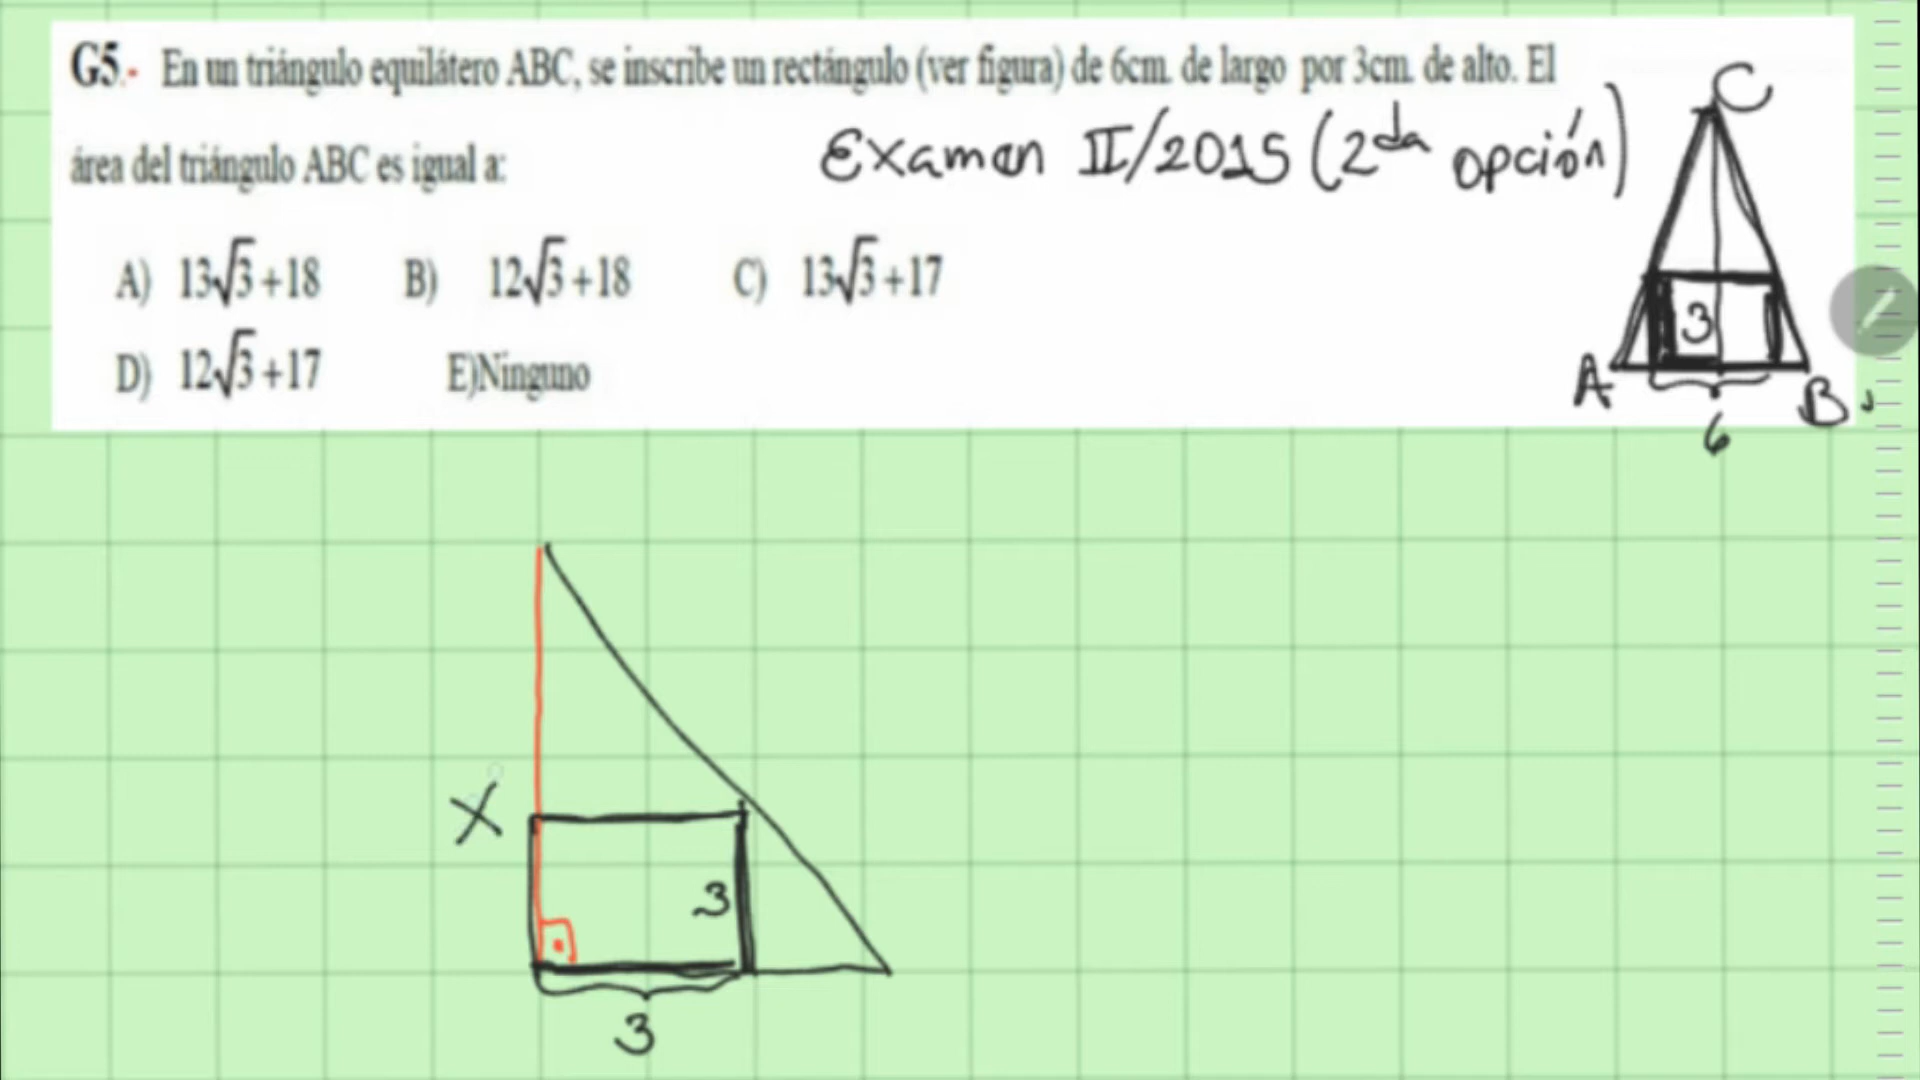 G5.- En un triángulo equilátero ABC, se inscribe un rectángulo (ver figura) de 6cm. de largo por 3cm. de alto. El
área del triángulo ABC es igual a:
Examen II/2015 (2da opción)
A) 13√3+18 B) 12√3+18 C) 13√3+17
D) 12√3+17 E)Ninguno
C
3
A
B
6
X
3
3